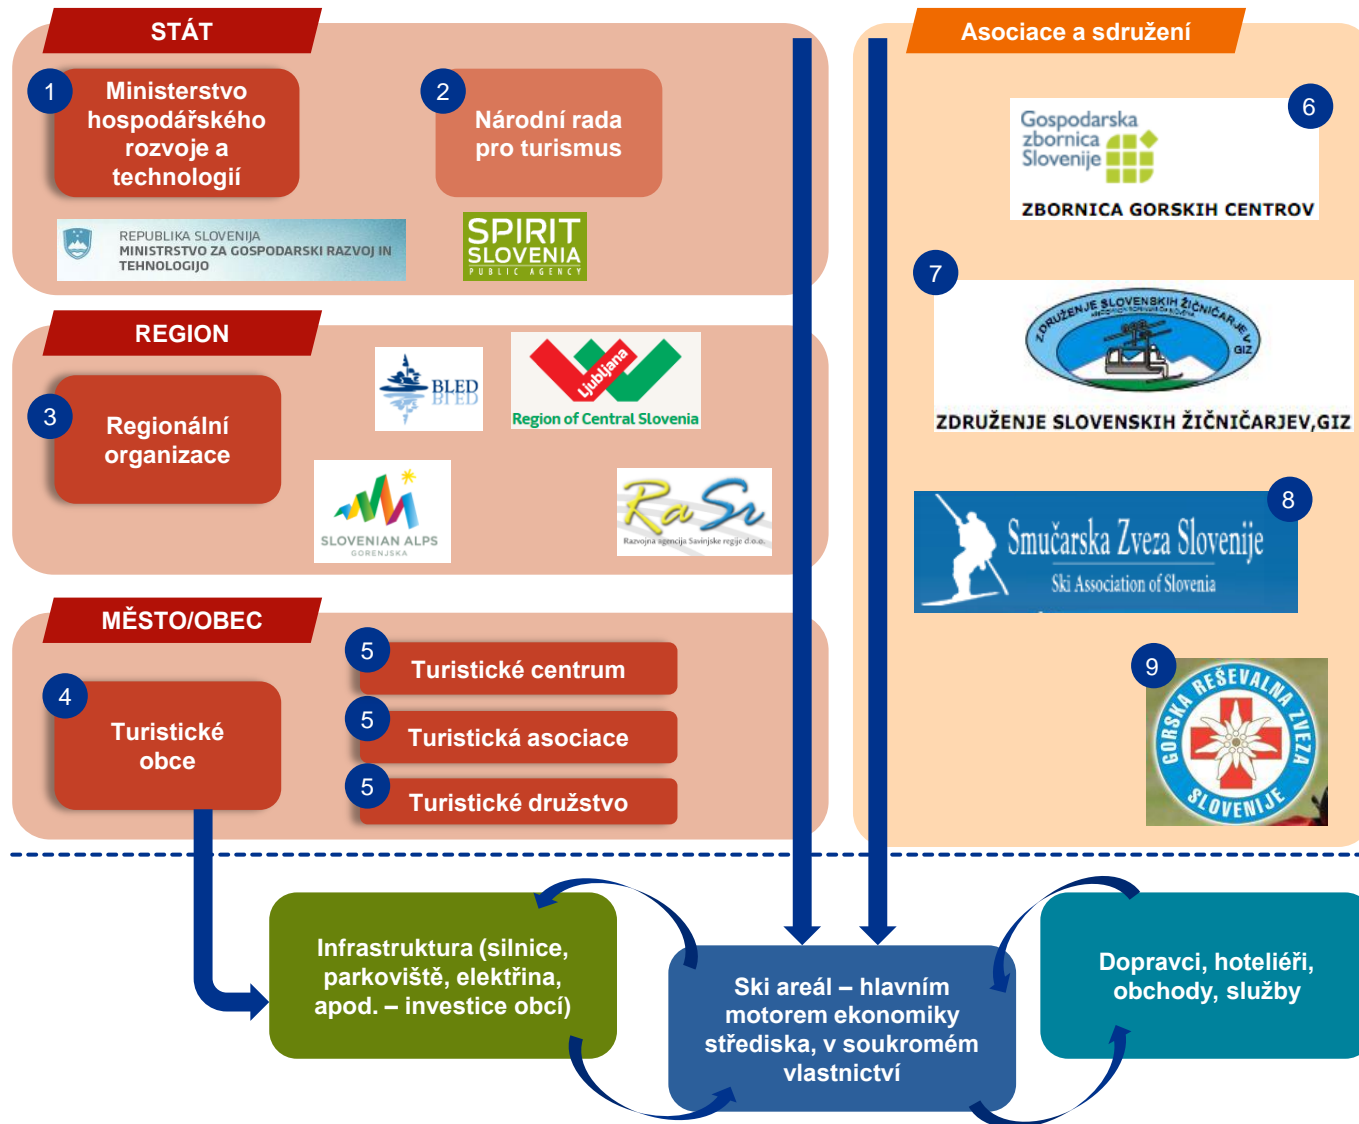 STÁT
1
Ministerstvo
hospodářského
rozvoje a
technologií
2
Národní rada
pro turismus
REPUBLIKA SLOVENIJA
MINISTRSTVO ZA GOSPODARSKI RAZVOJ IN
TEHNOLOGIJO
SPIRIT
SLOVENIA
PUBLIC AGENCY
REGION
3
Regionální
organizace
BLED
Ljubljana
Region of Central Slovenia
SLOVENIAN ALPS
GORENJSKA
Ra Sr
Razvojna agencija Savinjske regije d.o.o.
MĚSTO/OBEC
4
Turistické
obce
5
Turistické centrum
5
Turistická asociace
5
Turistické družstvo
Asociace a sdružení
6
Gospodarska
zbornica
Slovenije
ZBORNICA GORSKIH CENTROV
7
ZDRUŽENJE SLOVENSKIH ŽIČNIČARJEV
GIZ
ZDRUŽENJE SLOVENSKIH ŽIČNIČARJEV,GIZ
8
Smučarska Zveza Slovenije
Ski Association of Slovenia
9
GORSKA REŠEVALNA ZVEZA
SLOVENIJE
Infrastruktura (silnice,
parkoviště, elektřina,
apod. – investice obcí)
Ski areál – hlavním
motorem ekonomiky
střediska, v soukromém
vlastnictví
Dopravci, hoteliéři,
obchody, služby